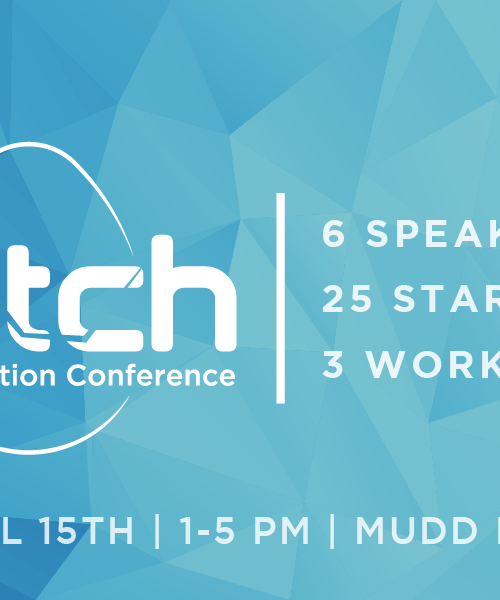 tch
tion Conference
6 SPEAK
25 STAR
3 WORK
L 15TH | 1-5 PM | MUDD